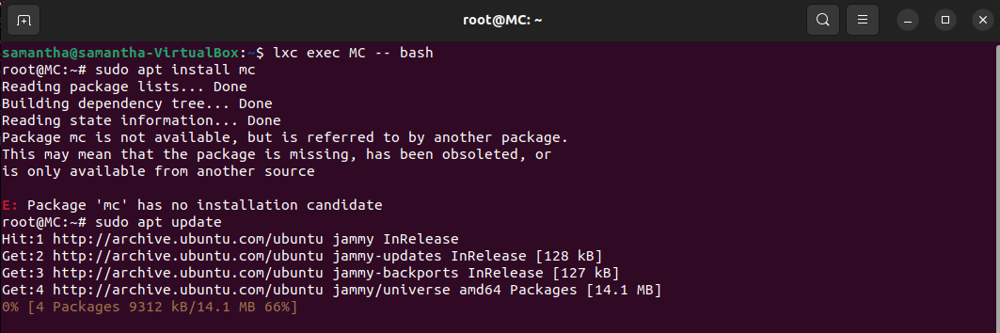 root@MC: ~
samantha@samantha-VirtualBox:~$ lxc exec MC -- bash
root@MC:~# sudo apt install mc
Reading package lists... Done
Building dependency tree... Done
Reading state information... Done
Package mc is not available, but is referred to by another package.
This may mean that the package is missing, has been obsoleted, or
is only available from another source
E: Package 'mc' has no installation candidate
root@MC:~# sudo apt update
Hit:1 http://archive.ubuntu.com/ubuntu jammy InRelease
Get:2 http://archive.ubuntu.com/ubuntu jammy-updates InRelease [128 kB]
Get:3 http://archive.ubuntu.com/ubuntu jammy-backports InRelease [127 kB]
Get:4 http://archive.ubuntu.com/ubuntu jammy/universe amd64 Packages [14.1 MB]
0% [4 Packages 9312 kB/14.1 MB 66%]